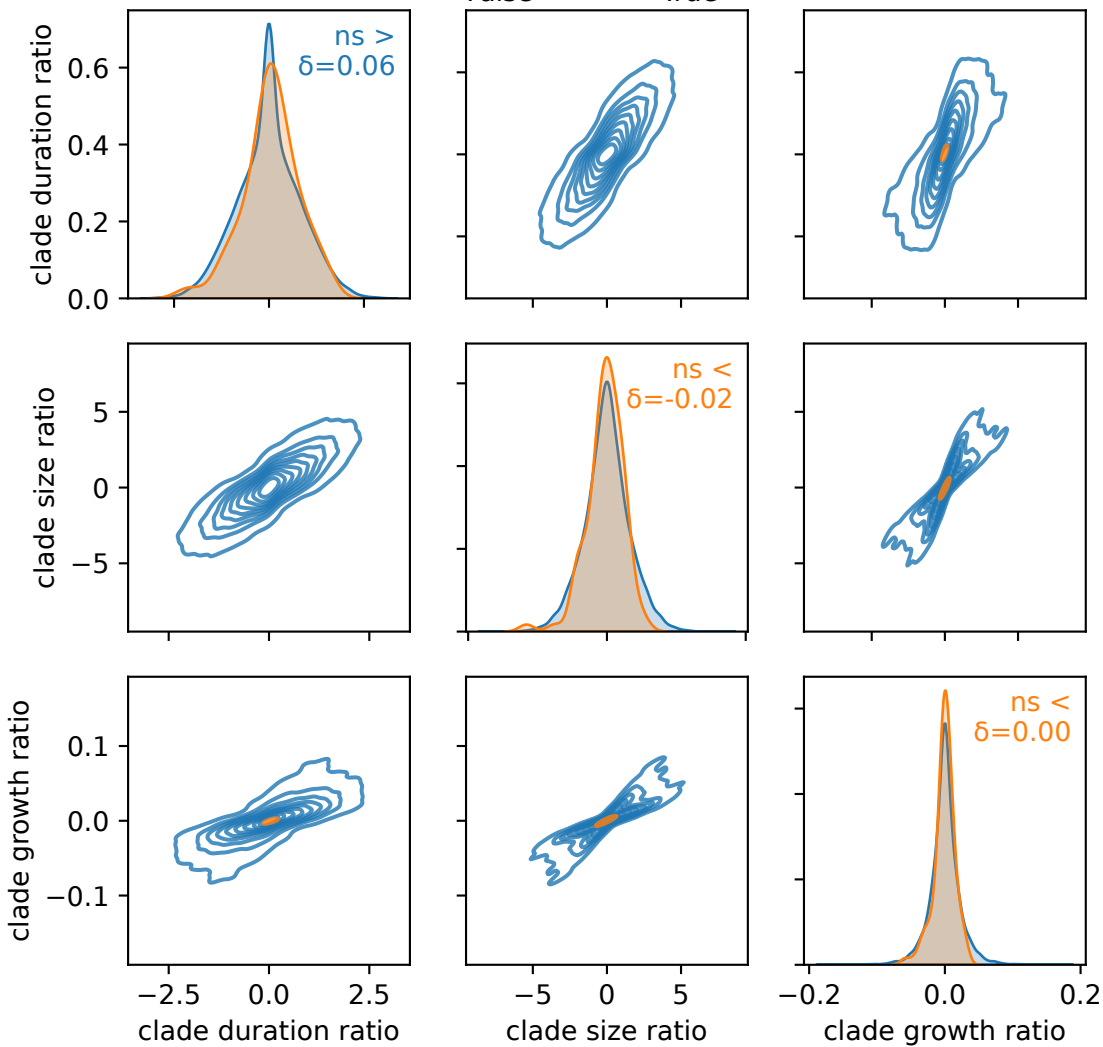 ns >
δ=0.06
clade duration ratio
0.6
0.4
0.2
0.0
ns <
δ=-0.02
clade size ratio
5
0
−5
−5
0
5
ns <
δ=0.00
clade growth ratio
0.1
0.0
−0.1
−2.5
0.0
2.5
−5
0
5
−0.2
0.0
0.2
clade duration ratio
clade size ratio
clade growth ratio